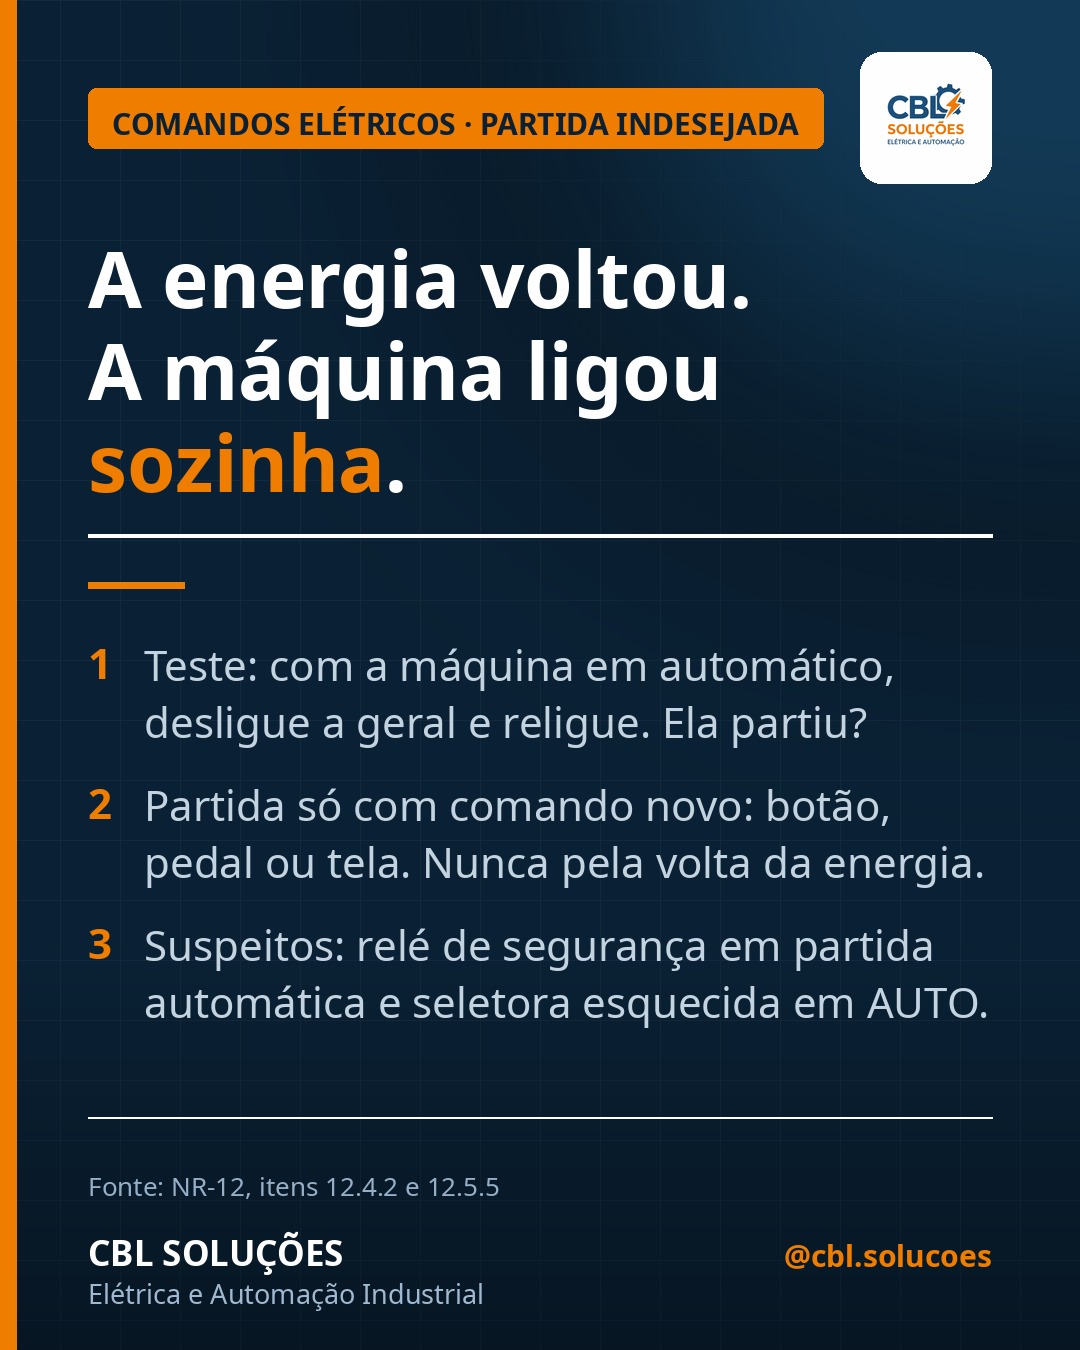 COMANDOS ELÉTRICOS · PARTIDA INDESEJADA
CBL
SOLUÇÕES
ELÉTRICA E AUTOMAÇÃO
A energia voltou.
A máquina ligou
sozinha.
1 Teste: com a máquina em automático,
desligue a geral e religue. Ela partiu?
2 Partida só com comando novo: botão,
pedal ou tela. Nunca pela volta da energia.
3 Suspeitos: relé de segurança em partida
automática e seletora esquecida em AUTO.
Fonte: NR-12, itens 12.4.2 e 12.5.5
CBL SOLUÇÕES
@cbl.solucoes
Elétrica e Automação Industrial